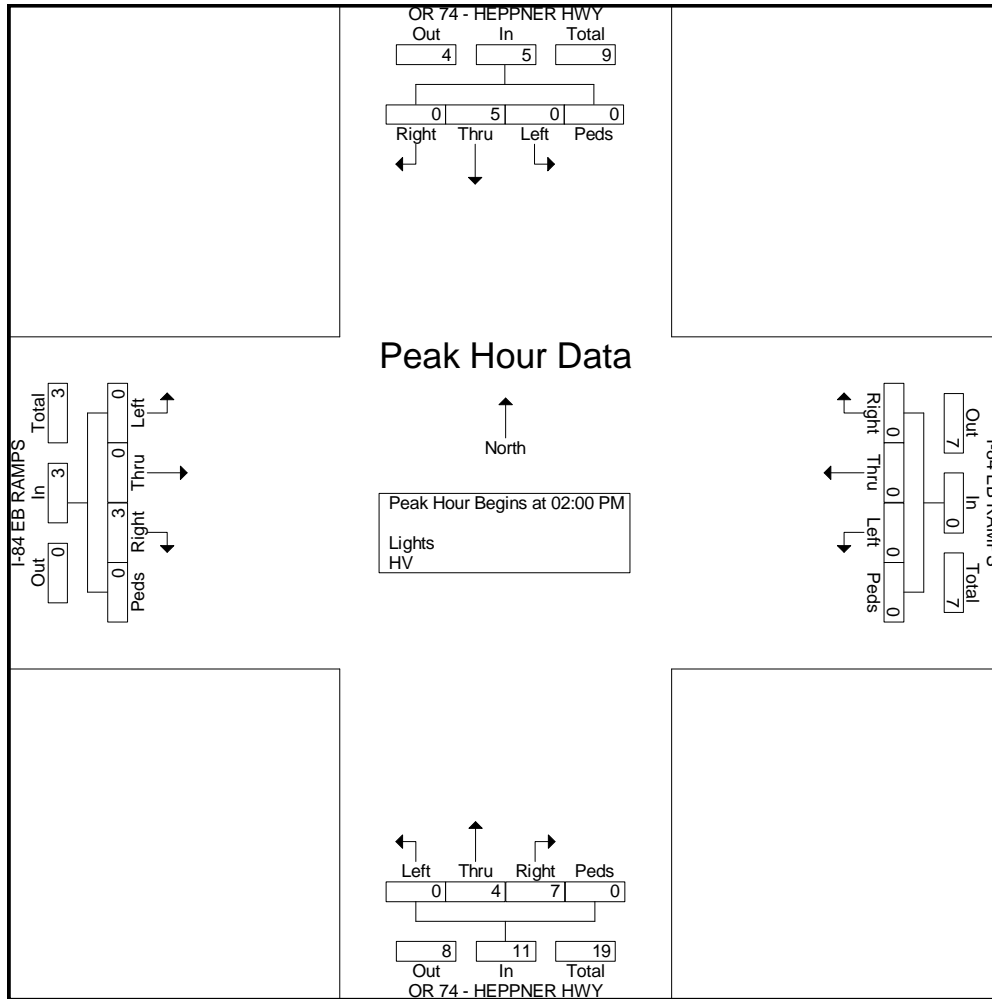 OR 74 - HEPPNER HWY
Out In Total
4 5 9
0 5 0 0
Right Thru Left Peds
Peak Hour Data
North
Peak Hour Begins at 02:00 PM
Lights
HV
I-84 EB RAMPS
Out In Total
0 3 3
0 3 0 0
Peds Right Thru Left
Right Thru Left Peds
0 0 0 0
Out In Total
7 0 7
I-84 EB RAMPS
Left Thru Right Peds
0 4 7 0
8 11 19
Out In Total
OR 74 - HEPPNER HWY